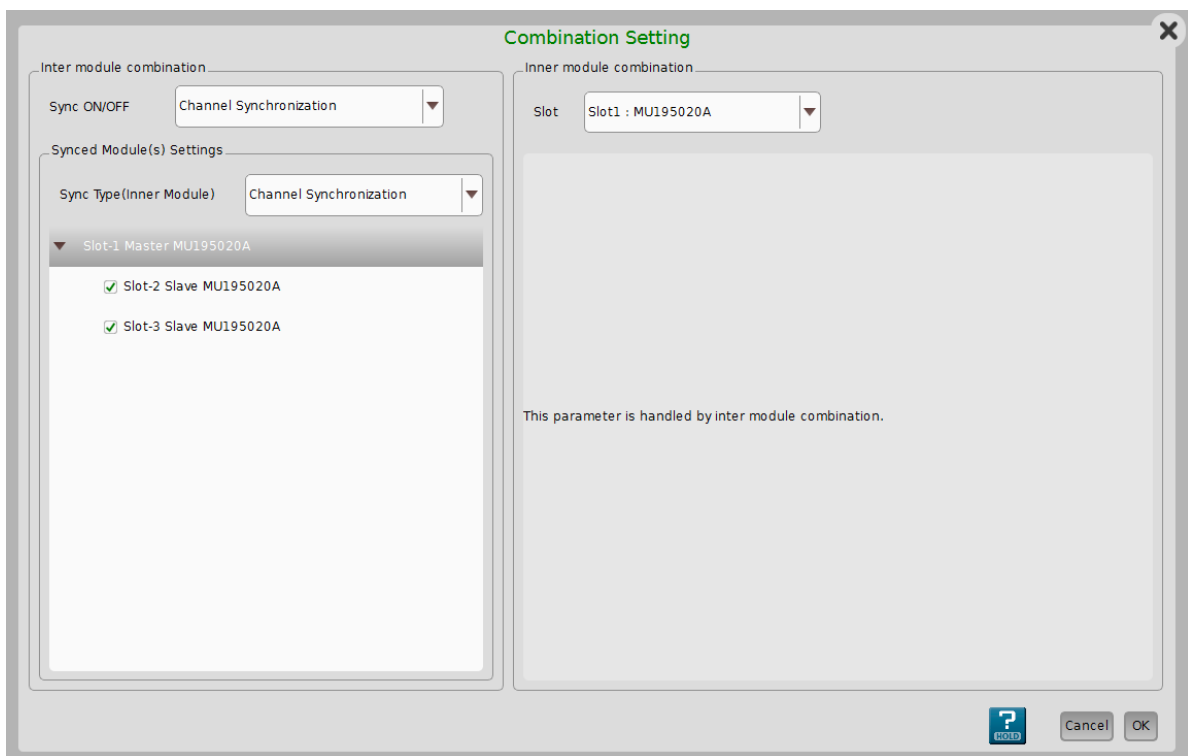 Combination Setting
Inter module combination
Sync ON/OFF
Channel Synchronization
Synced Module(s) Settings
Sync Type(Inner Module)
Channel Synchronization
Slot-1 Master MU195020A
Slot-2 Slave MU195020A
Slot-3 Slave MU195020A
Inner module combination
Slot
Slot1 : MU195020A
This parameter is handled by inter module combination.
?
HOLD
Cancel
OK